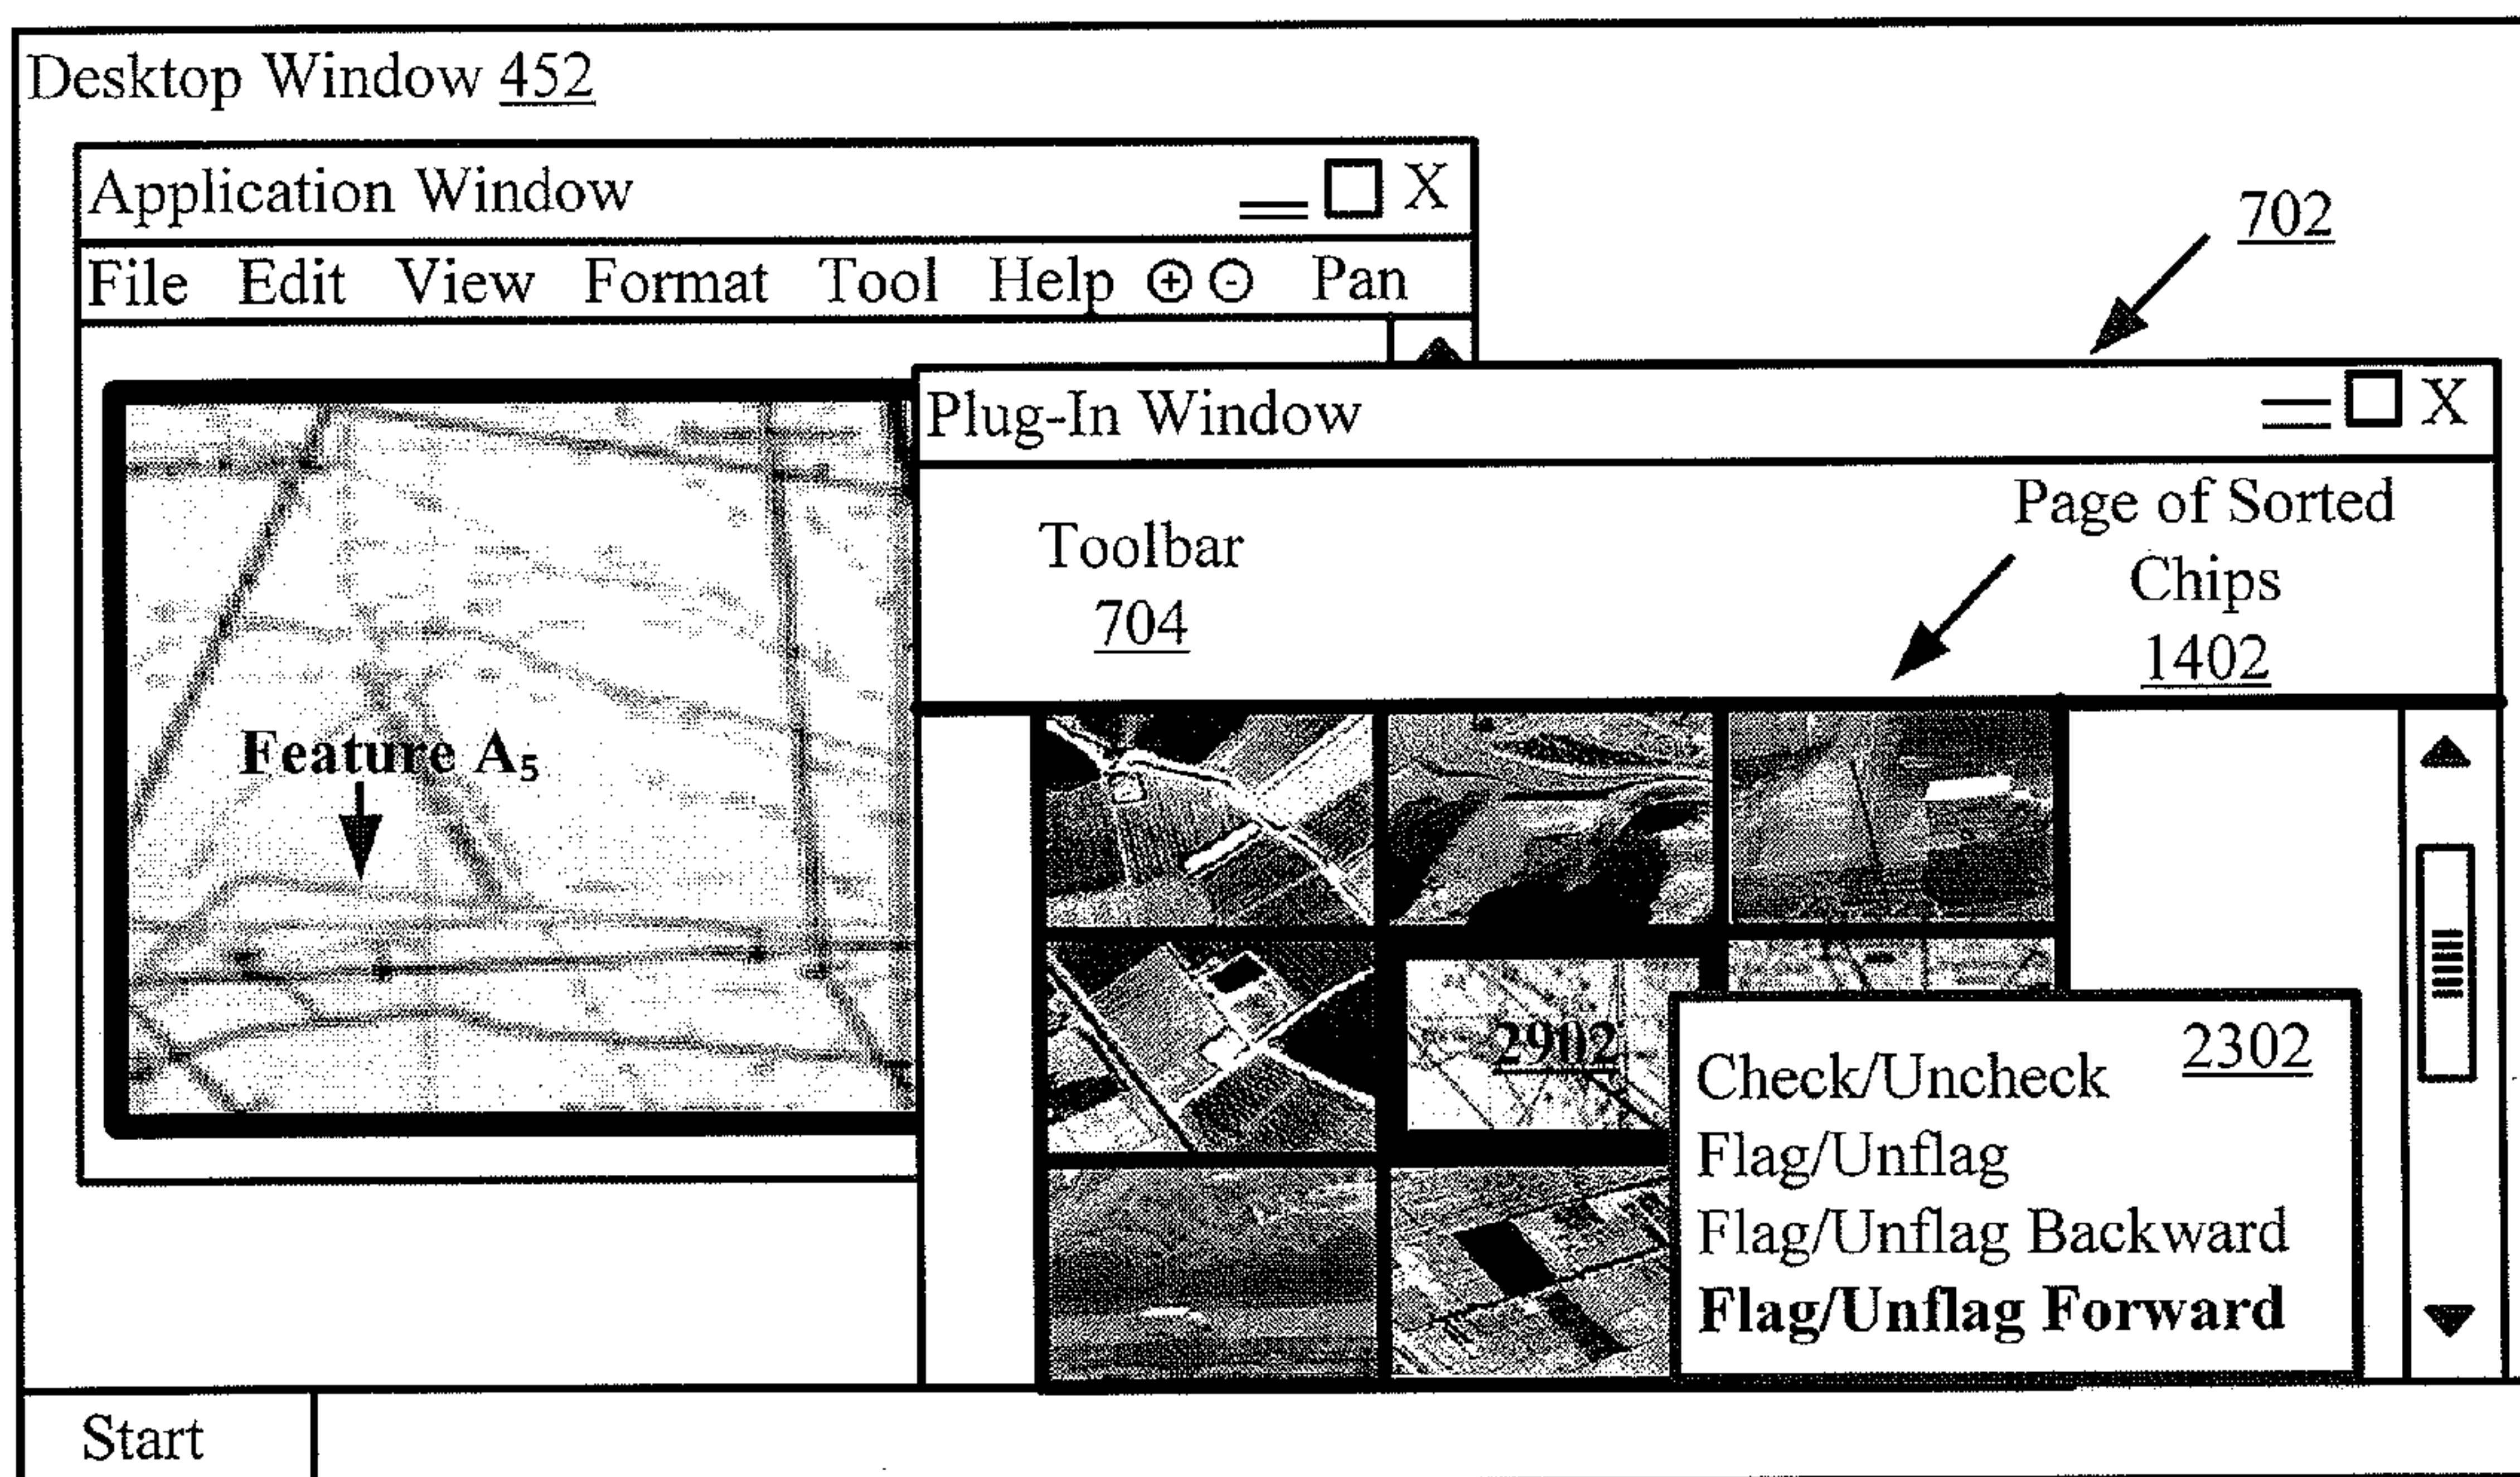 Desktop Window 452
Application Window X
File Edit View Format Tool Help ⊕ ⊖ Pan
702
Plug-In Window X
Toolbar
704
Page of Sorted
Chips
1402
Feature A₅
2902
2302
Check/Uncheck
Flag/Unflag
Flag/Unflag Backward
Flag/Unflag Forward
Start